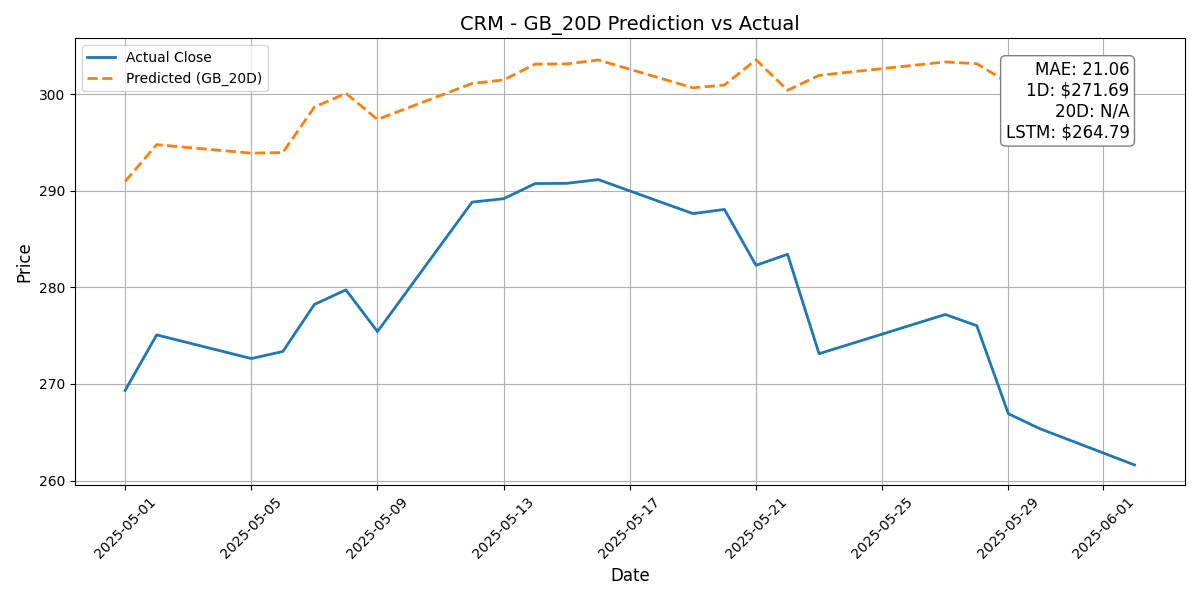 CRM - GB_20D Prediction vs Actual
Actual Close
Predicted (GB_20D)
MAE: 21.06
1D: $271.69
20D: N/A
LSTM: $264.79
Price
300
290
280
270
260
2025-05-01
2025-05-05
2025-05-09
2025-05-13
2025-05-17
2025-05-21
2025-05-25
2025-05-29
2025-06-01
Date